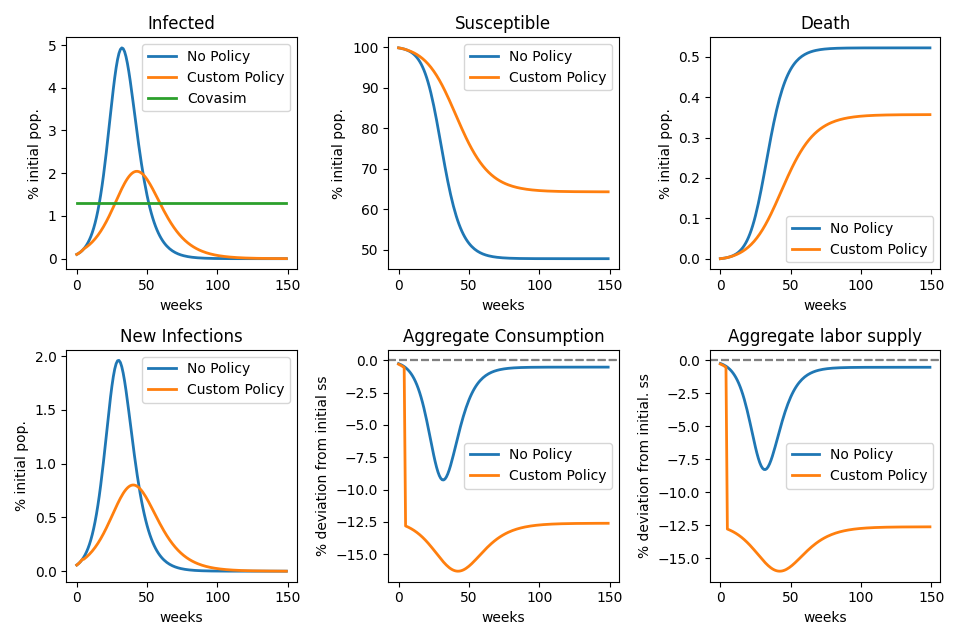 Infected
% initial pop.
5
4
3
2
1
0
No Policy
Custom Policy
Covasim
0 50 100 150
weeks
Susceptible
% initial pop.
100
90
80
70
60
50
No Policy
Custom Policy
0 50 100 150
weeks
Death
% initial pop.
0.5
0.4
0.3
0.2
0.1
0.0
No Policy
Custom Policy
0 50 100 150
weeks
New Infections
% initial pop.
2.0
1.5
1.0
0.5
0.0
No Policy
Custom Policy
0 50 100 150
weeks
Aggregate Consumption
% deviation from initial ss
0.0
−2.5
−5.0
−7.5
−10.0
−12.5
−15.0
No Policy
Custom Policy
0 50 100 150
weeks
Aggregate labor supply
% deviation from initial. ss
0.0
−2.5
−5.0
−7.5
−10.0
−12.5
−15.0
No Policy
Custom Policy
0 50 100 150
weeks